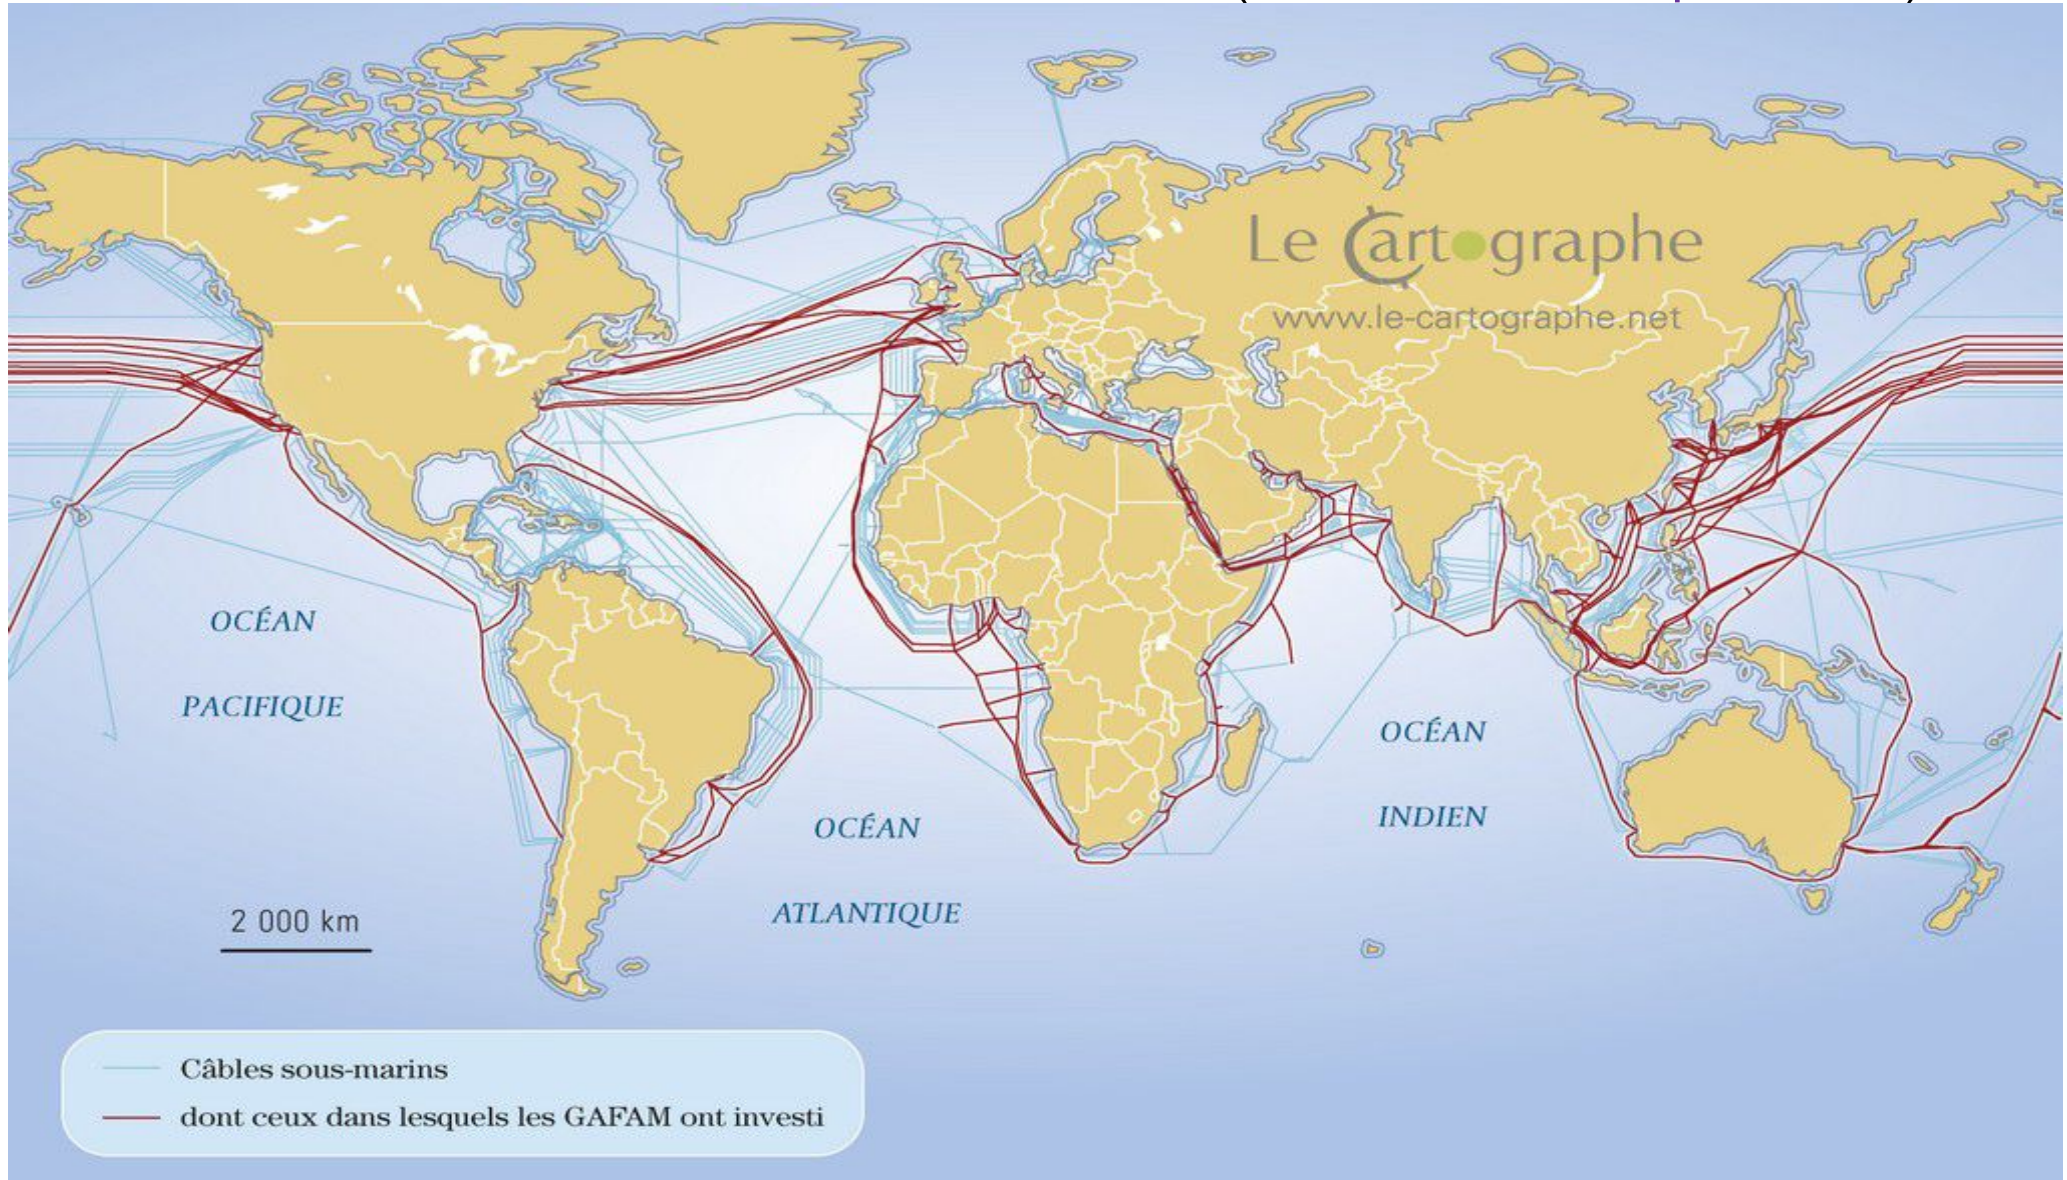 Le Cartographe
www.le-cartographe.net
OCÉAN
PACIFIQUE
OCÉAN
ATLANTIQUE
OCÉAN
INDIEN
2 000 km
Câbles sous-marins
dont ceux dans lesquels les GAFAM ont investi